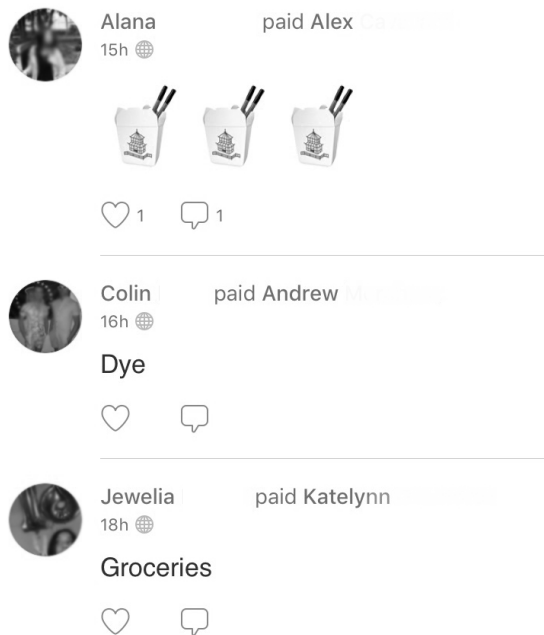 Alana paid Alex
15h
1 1
Colin paid Andrew
16h
Dye
Jewelia paid Katelynn
18h
Groceries